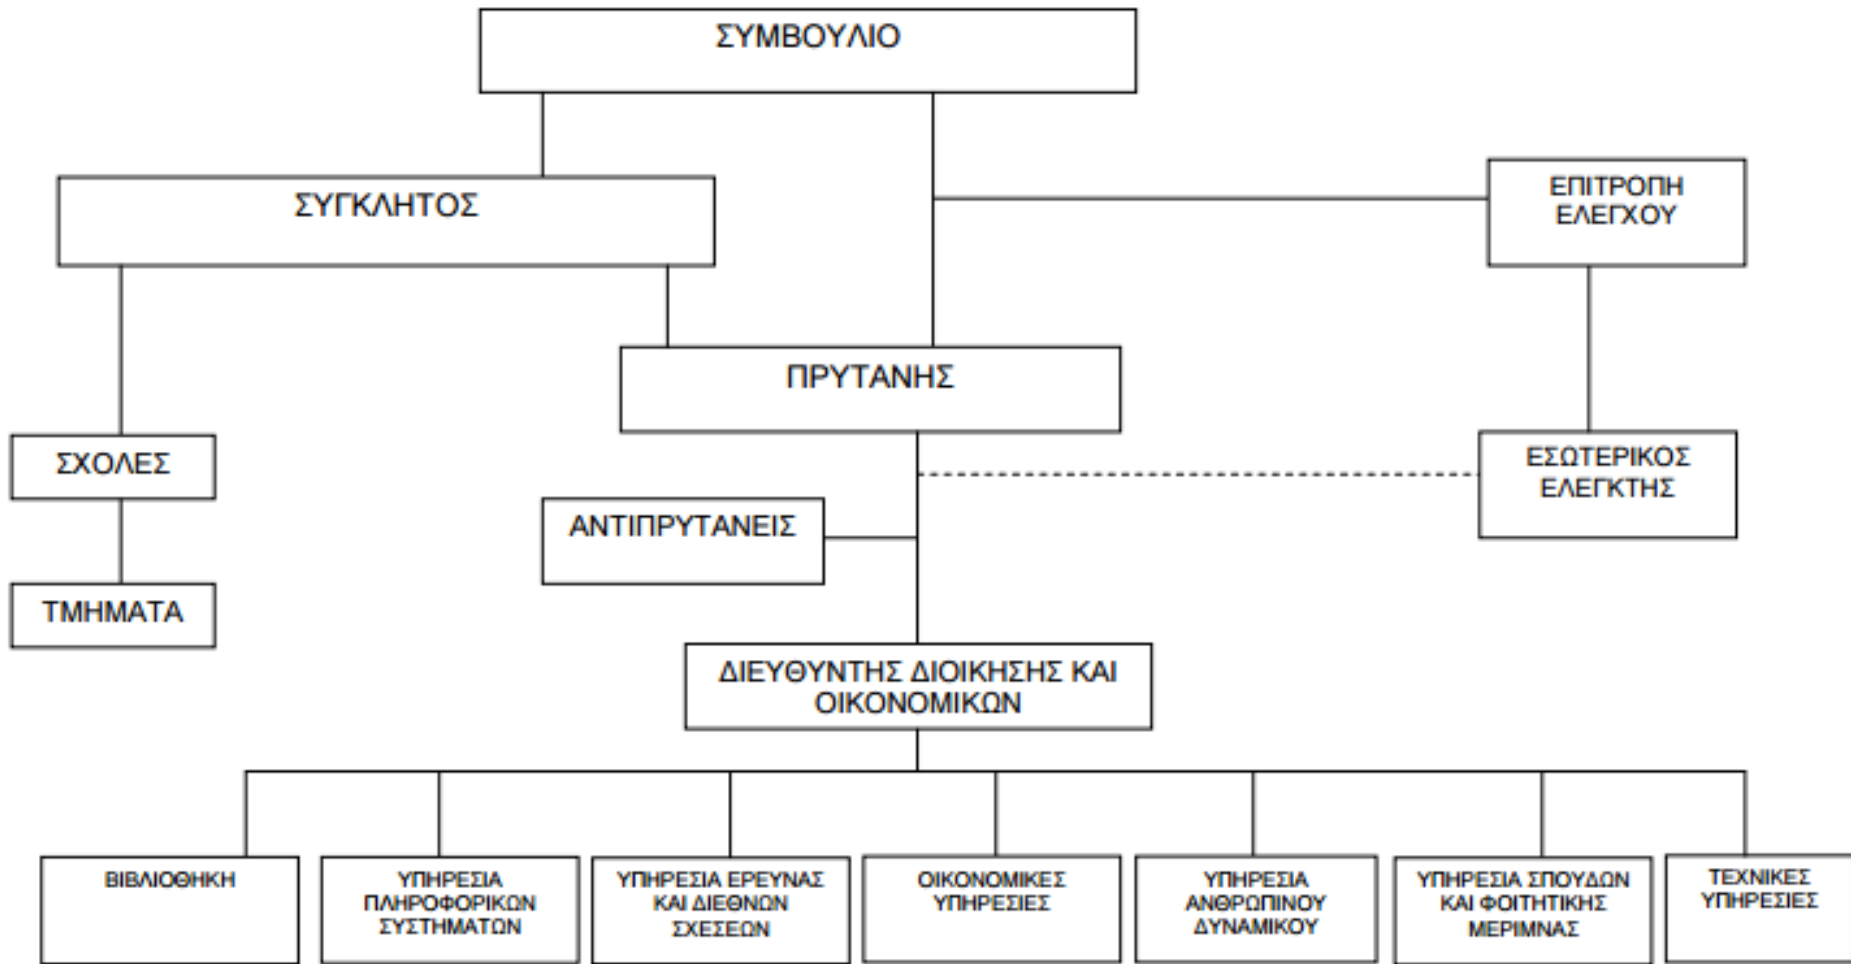 ΣΥΜΒΟΥΛΙΟ
ΣΥΓΚΛΗΤΟΣ
ΕΠΙΤΡΟΠΗ
ΕΛΕΓΧΟΥ
ΠΡΥΤΑΝΗΣ
ΣΧΟΛΕΣ
ΕΣΩΤΕΡΙΚΟΣ
ΕΛΕΓΚΤΗΣ
ΑΝΤΙΠΡΥΤΑΝΕΙΣ
ΤΜΗΜΑΤΑ
ΔΙΕΥΘΥΝΤΗΣ ΔΙΟΙΚΗΣΗΣ ΚΑΙ
ΟΙΚΟΝΟΜΙΚΩΝ
ΒΙΒΛΙΟΘΗΚΗ
ΥΠΗΡΕΣΙΑ
ΠΛΗΡΟΦΟΡΙΚΩΝ
ΣΥΣΤΗΜΑΤΩΝ
ΥΠΗΡΕΣΙΑ ΕΡΕΥΝΑΣ
ΚΑΙ ΔΙΕΘΝΩΝ
ΣΧΕΣΕΩΝ
ΟΙΚΟΝΟΜΙΚΕΣ
ΥΠΗΡΕΣΙΕΣ
ΥΠΗΡΕΣΙΑ
ΑΝΘΡΩΠΙΝΟΥ
ΔΥΝΑΜΙΚΟΥ
ΥΠΗΡΕΣΙΑ ΣΠΟΥΔΩΝ
ΚΑΙ ΦΟΙΤΗΤΙΚΗΣ
ΜΕΡΙΜΝΑΣ
ΤΕΧΝΙΚΕΣ
ΥΠΗΡΕΣΙΕΣ